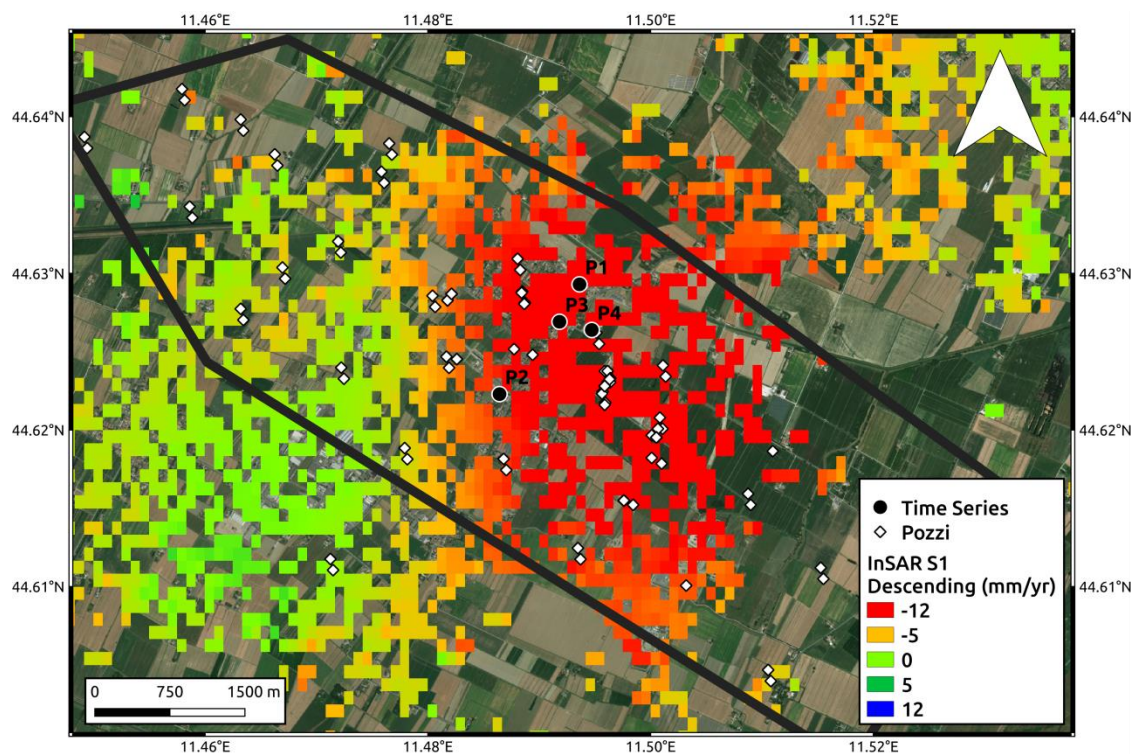 11.46°E 11.48°E 11.50°E 11.52°E
44.64°N 44.64°N
44.63°N 44.63°N
P1
P3 P4
P2
44.62°N 44.62°N
Time Series
Pozzi
InSAR S1
Descending (mm/yr)
-12
-5
0
5
12
44.61°N 44.61°N
0 750 1500 m
11.46°E 11.48°E 11.50°E 11.52°E